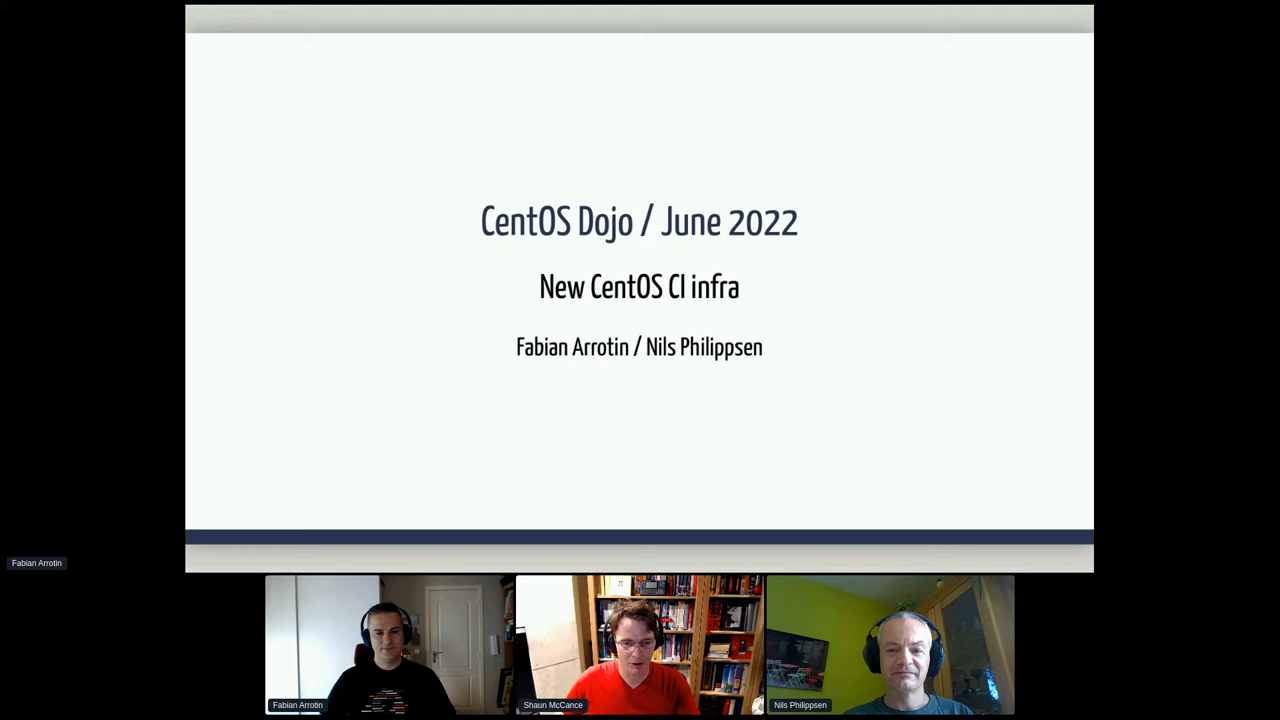 CentOS Dojo / June 2022
New CentOS CI infra
Fabian Arrotin / Nils Philippsen
Fabian Arrotin
Fabian Arrotin
Shaun McCance
Nils Philippsen